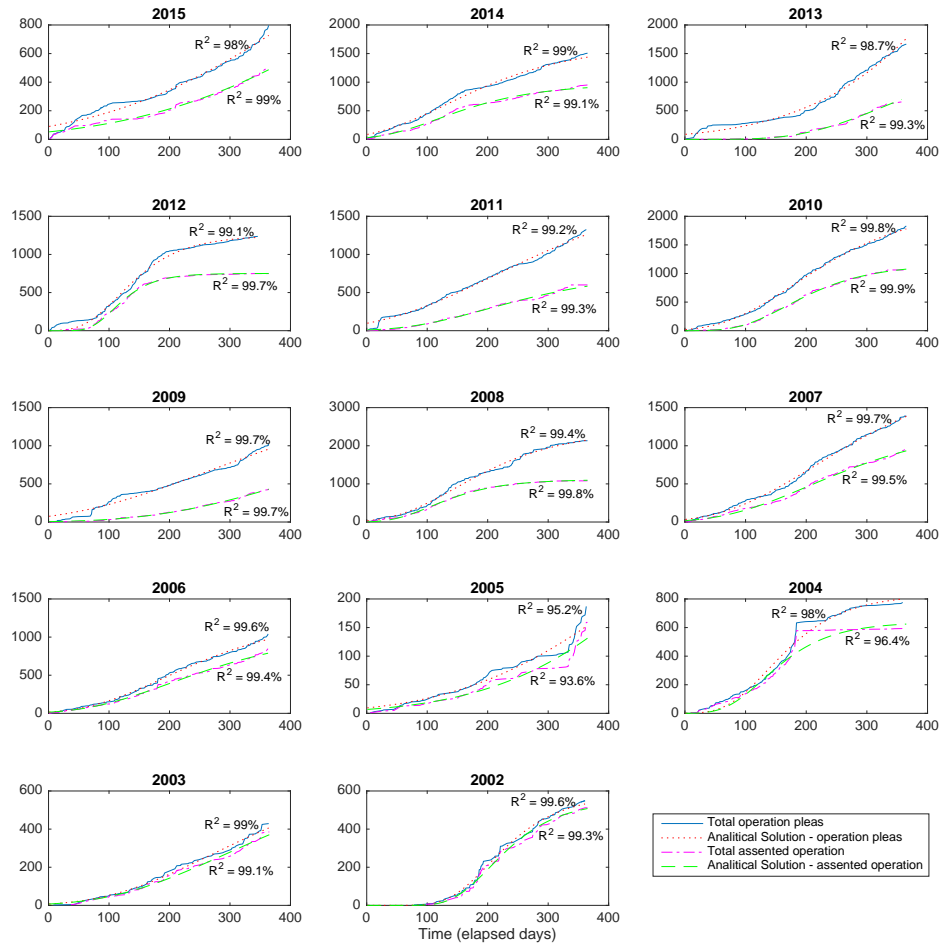 2015
800
600
400
200
0
0 100 200 300 400
R² = 98%
R² = 99%
2014
2000
1500
1000
500
0
0 100 200 300 400
R² = 99%
R² = 99.1%
2013
2000
1500
1000
500
0
0 100 200 300 400
R² = 98.7%
R² = 99.3%
2012
1500
1000
500
0
0 100 200 300 400
R² = 99.1%
R² = 99.7%
2011
1500
1000
500
0
0 100 200 300 400
R² = 99.2%
R² = 99.3%
2010
2000
1500
1000
500
0
0 100 200 300 400
R² = 99.8%
R² = 99.9%
2009
1500
1000
500
0
0 100 200 300 400
R² = 99.7%
R² = 99.7%
2008
3000
2000
1000
0
0 100 200 300 400
R² = 99.4%
R² = 99.8%
2007
1500
1000
500
0
0 100 200 300 400
R² = 99.7%
R² = 99.5%
2006
1500
1000
500
0
0 100 200 300 400
R² = 99.6%
R² = 99.4%
2005
200
150
100
50
0
0 100 200 300 400
R² = 95.2%
R² = 93.6%
2004
800
600
400
200
0
0 100 200 300 400
R² = 98%
R² = 96.4%
2003
600
400
200
0
0 100 200 300 400
R² = 99%
R² = 99.1%
2002
600
400
200
0
0 100 200 300 400
R² = 99.6%
R² = 99.3%
Time (elapsed days)
Total operation pleas
Analitical Solution - operation pleas
Total assented operation
Analitical Solution - assented operation